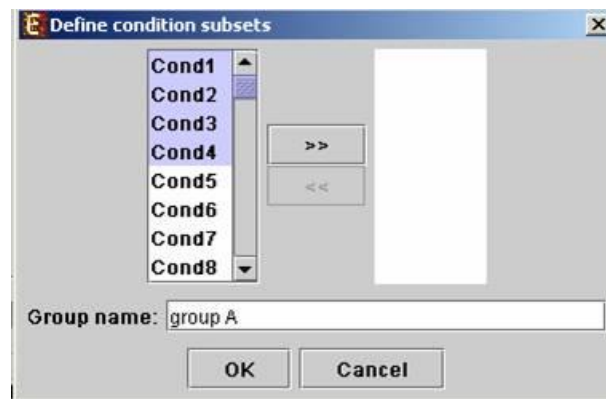 Define condition subsets
Cond1
Cond2
Cond3
Cond4
Cond5
Cond6
Cond7
Cond8
>>
<<
Group name: group A
OK Cancel